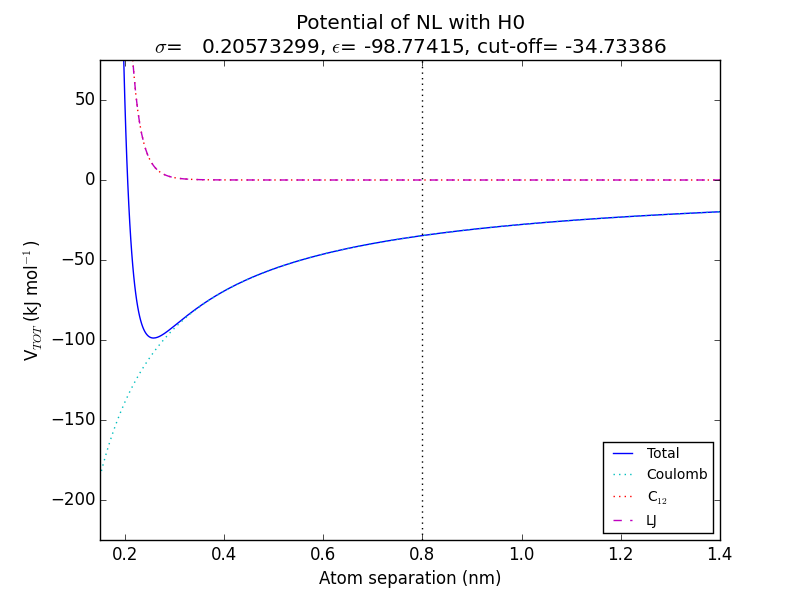 Potential of NL with H0
σ=   0.20573299, ϵ= -98.77415, cut-off= -34.73386
V_TOT (kJ mol⁻¹)
50
0
−50
−100
−150
−200
0.2 0.4 0.6 0.8 1.0 1.2 1.4
Atom separation (nm)
Total
Coulomb
C₁₂
LJ